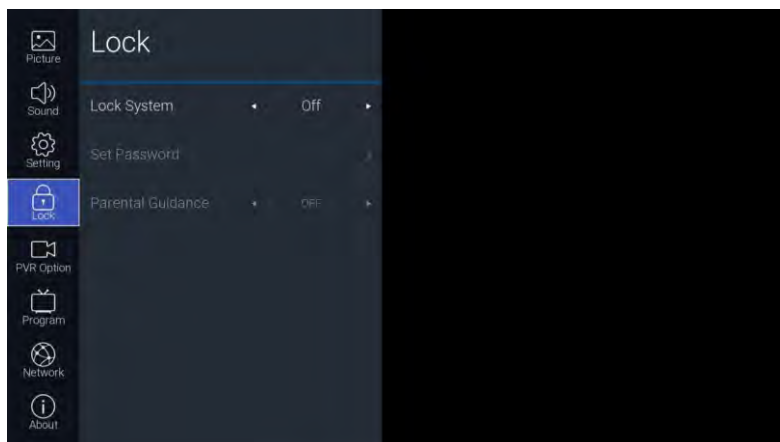 Picture
Sound
Setting
Lock
PVR Option
Program
Network
About
Lock
Lock System Off
Set Password
Parental Guidance OFF